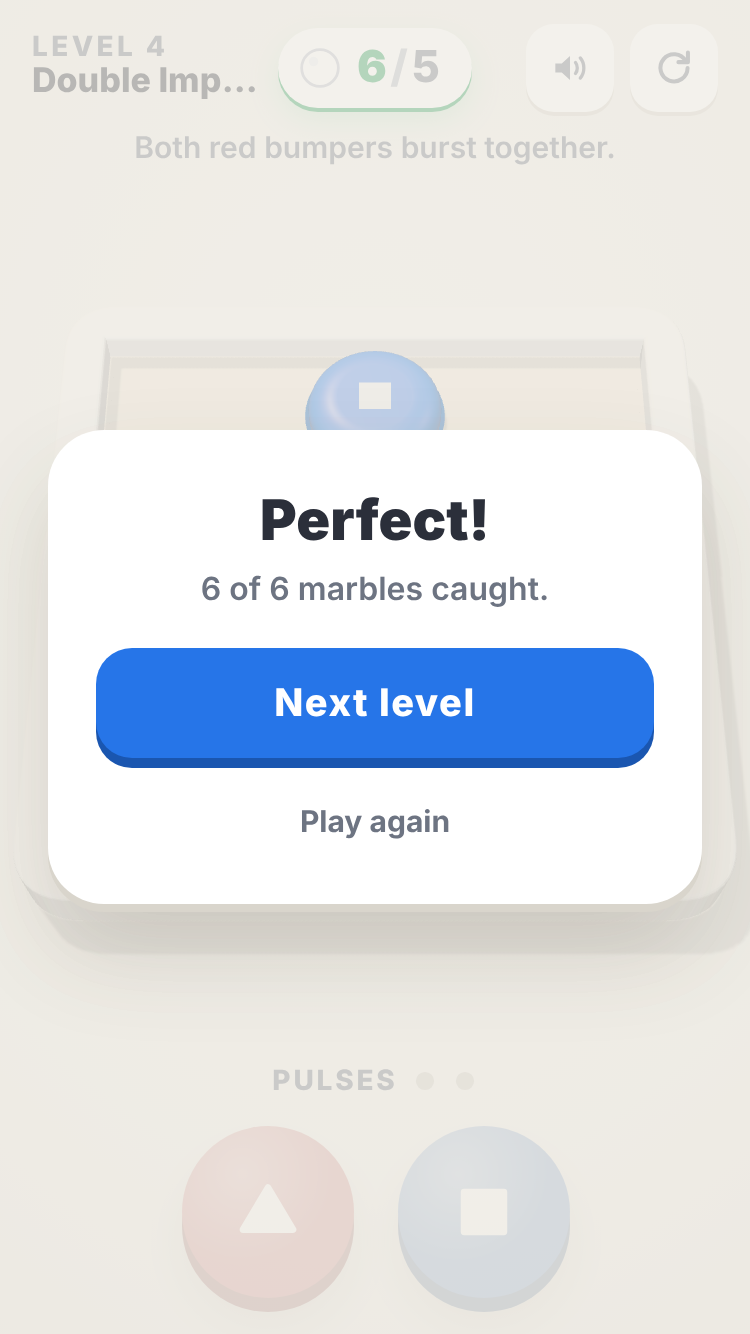 LEVEL 4
Double Imp...
6/5
Both red bumpers burst together.
Perfect!
6 of 6 marbles caught.
Next level
Play again
PULSES